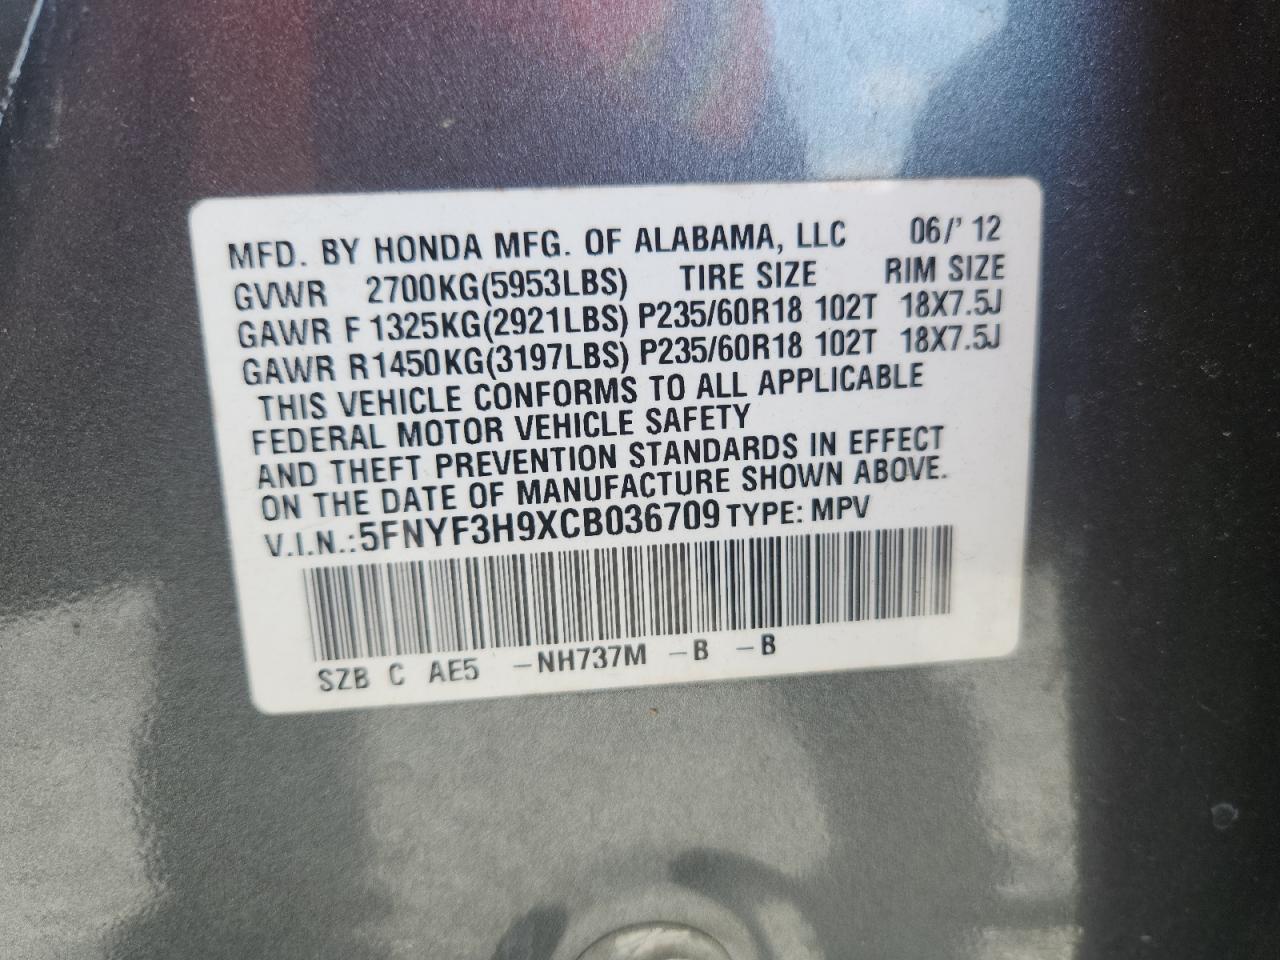 MFD. BY HONDA MFG. OF ALABAMA, LLC 06/' 12
GVWR 2700KG(5953LBS) TIRE SIZE RIM SIZE
GAWR F 1325KG(2921LBS) P235/60R18 102T 18X7.5J
GAWR R1450KG(3197LBS) P235/60R18 102T 18X7.5J
THIS VEHICLE CONFORMS TO ALL APPLICABLE
FEDERAL MOTOR VEHICLE SAFETY
AND THEFT PREVENTION STANDARDS IN EFFECT
ON THE DATE OF MANUFACTURE SHOWN ABOVE.
V.I.N.:5FNYF3H9XCB036709 TYPE: MPV
SZB C AE5 -NH737M -B -B